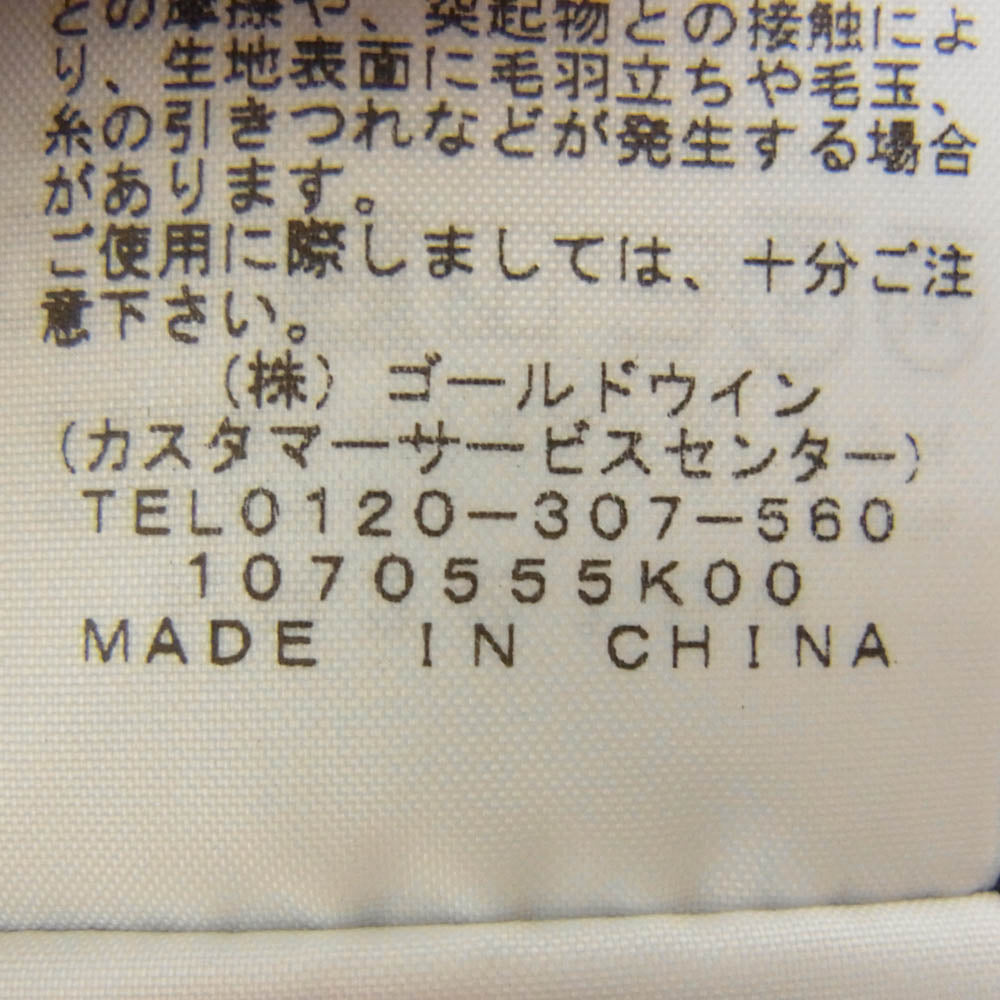 との摩擦や、突起物との接触によ
り、生地表面に毛羽立ちや毛玉、
糸の引きつれなどが発生する場合
があります。
ご使用に際しましては、十分ご注
意下さい。
(株) ゴールドウイン
(カスタマーサービスセンター)
TEL0120-307-560
1070555K00
MADE IN CHINA